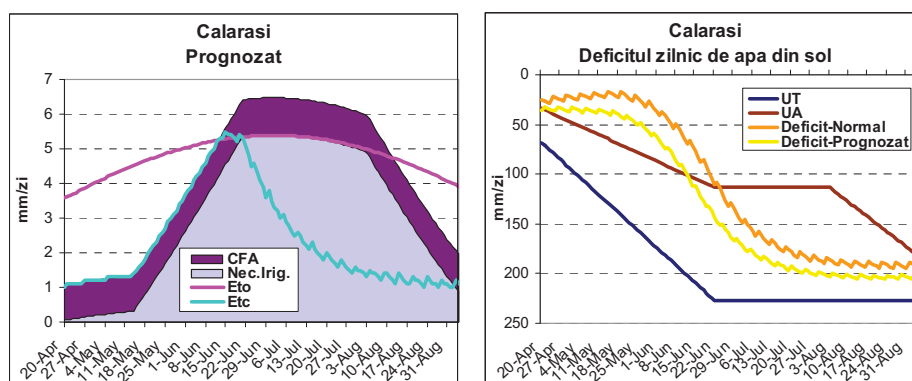 Calarasi
Prognozat
7
6
5
4
3
2
1
0
mm/zi
CFA
Nec.Irig.
Eto
Etc
20-Apr
27-Apr
4-May
11-May
18-May
25-May
1-Jun
8-Jun
15-Jun
22-Jun
29-Jun
6-Jul
13-Jul
20-Jul
27-Jul
3-Aug
10-Aug
17-Aug
24-Aug
31-Aug
Calarasi
Deficitul zilnic de apa din sol
0
50
100
150
200
250
mm/zi
UT
UA
Deficit-Normal
Deficit-Prognozat
20-Apr
27-Apr
4-May
11-May
18-May
25-May
1-Jun
8-Jun
15-Jun
22-Jun
29-Jun
6-Jul
13-Jul
20-Jul
27-Jul
3-Aug
10-Aug
17-Aug
24-Aug
31-Aug